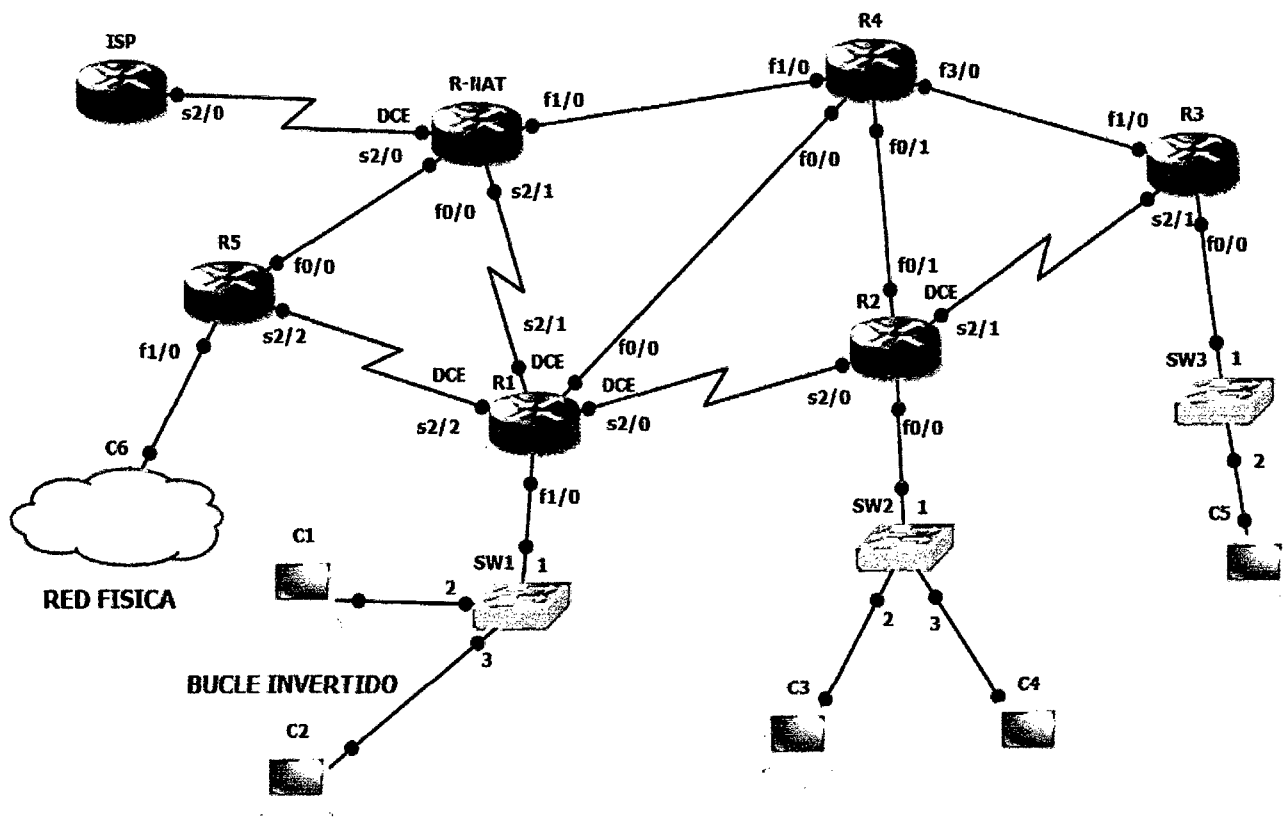 ISP
R4
f1/0
f3/0
R-NAT
f1/0
s2/0
DCE
s2/0
R3
f1/0
f0/0
f0/1
s2/1
f0/0
s2/1
f0/0
R5
f0/0
s2/2
f1/0
s2/1
DCE
f0/0
f0/1
R2
DCE
s2/1
DCE
R1
DCE
s2/2
s2/0
s2/0
f0/0
SW3
1
2
C6
f1/0
C1
SW1
1
2
3
SW2
1
2
3
C5
RED FISICA
BUCLE INVERTIDO
C2
C3
C4